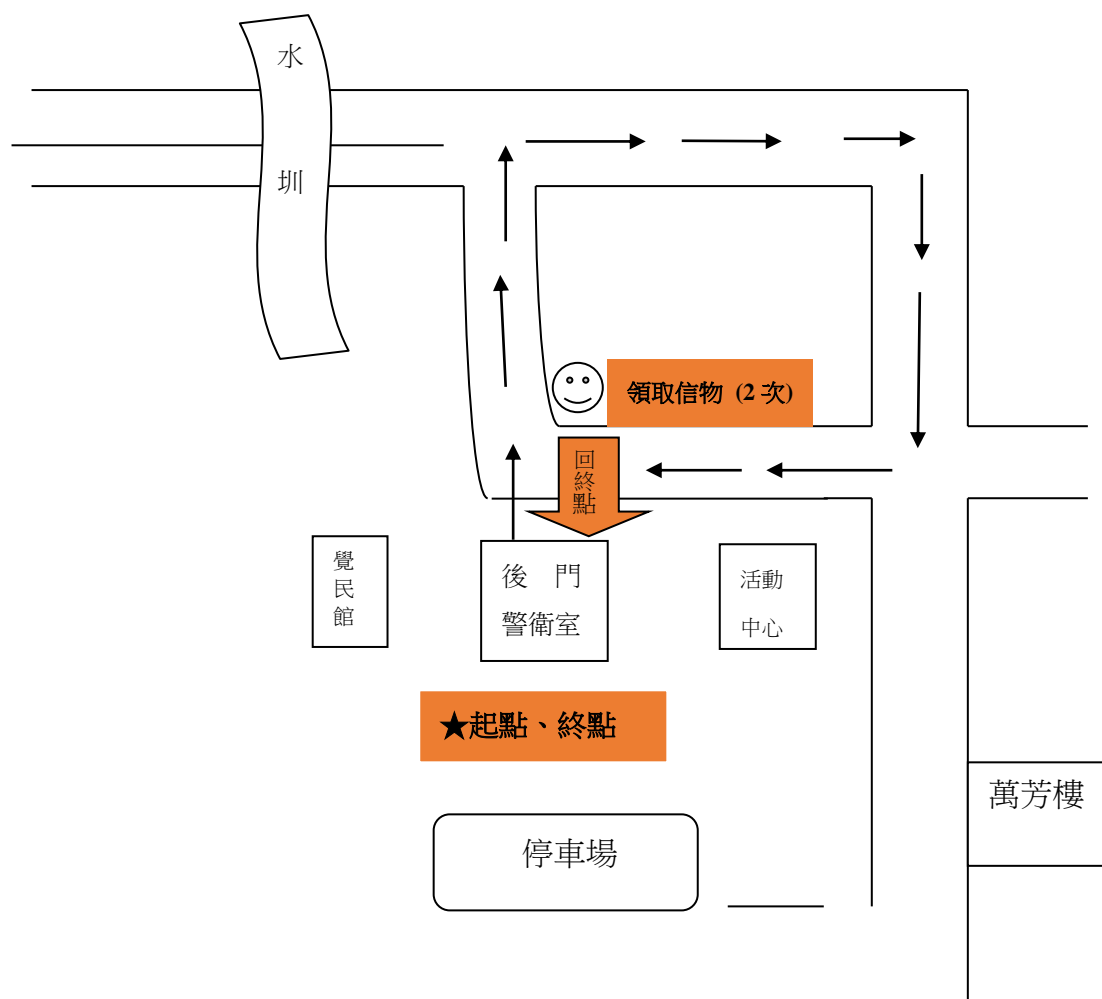 水
圳
領取信物 (2 次)
回終點
覺民館
後 門
警衛室
活動
中心
★起點、終點
萬芳樓
停車場